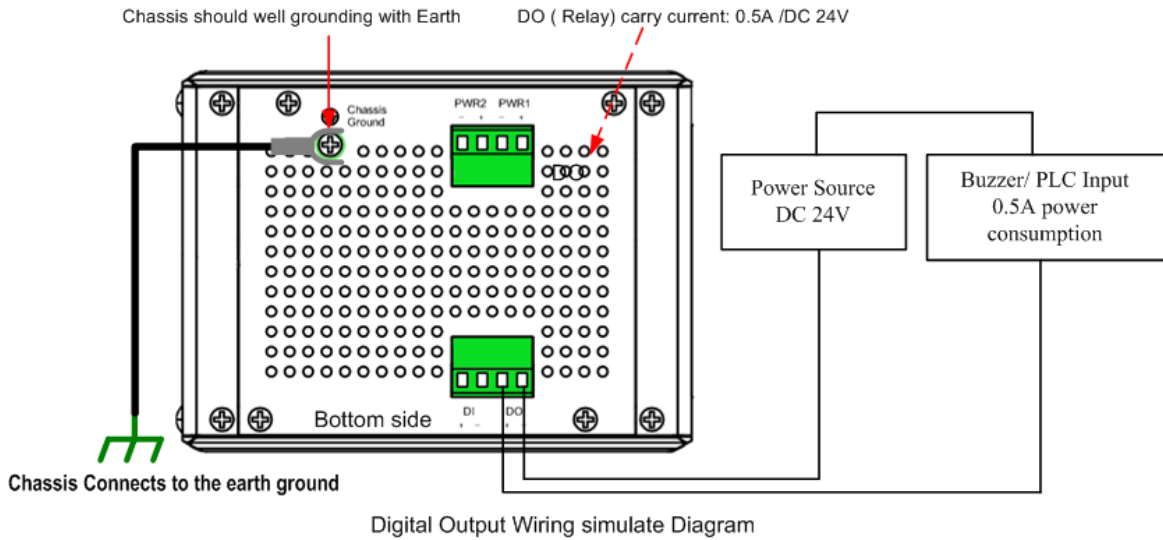 Chassis should well grounding with Earth
DO ( Relay) carry current: 0.5A /DC 24V
Chassis
Ground
PWR2 PWR1
– + – +
DO
Power Source
DC 24V
Buzzer/ PLC Input
0.5A power
consumption
Bottom side
DI DO
+ – + –
Chassis Connects to the earth ground
Digital Output Wiring simulate Diagram